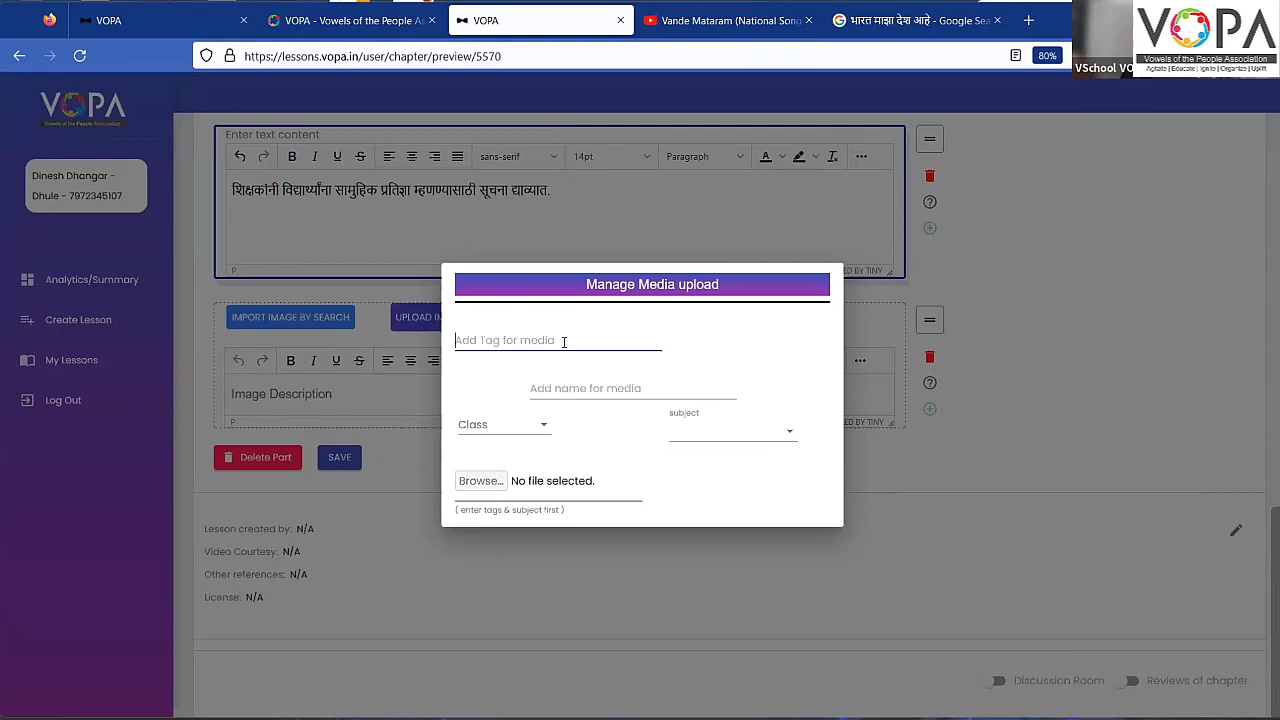 VOPA
VOPA - Vowels of the People As
VOPA
Vande Mataram (National Song
भारत माझा देश आहे - Google Sea
https://lessons.vopa.in/user/chapter/preview/5570
80%
VOPA
Vowels of the People Association
Agitate | Educate | Ignite | Organize | Uplift
VSchool VO
VOPA
Vowels of the People Association
Dinesh Dhangar -
Dhule - 7972345107
Analytics/Summary
Create Lesson
My Lessons
Log Out
Enter text content
B I U S
sans-serif
14pt
Paragraph
A
शिक्षकांनी विद्यार्थ्यांना सामुहिक प्रतिज्ञा म्हणण्यासाठी सूचना द्याव्यात.
P
ED BY TINY
Manage Media upload
Add Tag for media
Add name for media
Class
subject
Browse...
No file selected.
( enter tags & subject first )
IMPORT IMAGE BY SEARCH
UPLOAD IM
B I U S
Image Description
P
ED BY TINY
Delete Part
SAVE
Lesson created by: N/A
Video Courtesy: N/A
Other references: N/A
License: N/A
Discussion Room
Reviews of chapter